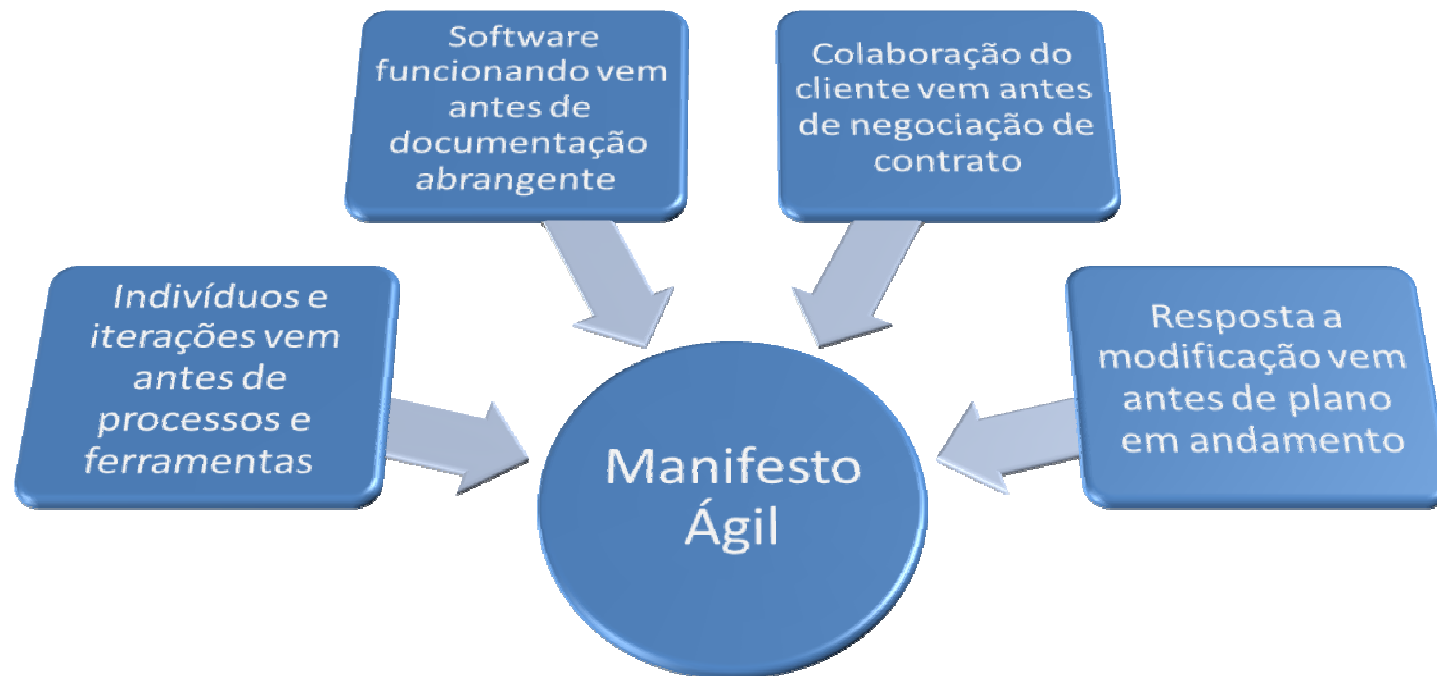 Software
funcionando vem
antes de
documentação
abrangente
Colaboração do
cliente vem antes
de negociação de
contrato
Indivíduos e
iterações vem
antes de
processos e
ferramentas
Resposta a
modificação vem
antes de plano
em andamento
Manifesto
Ágil